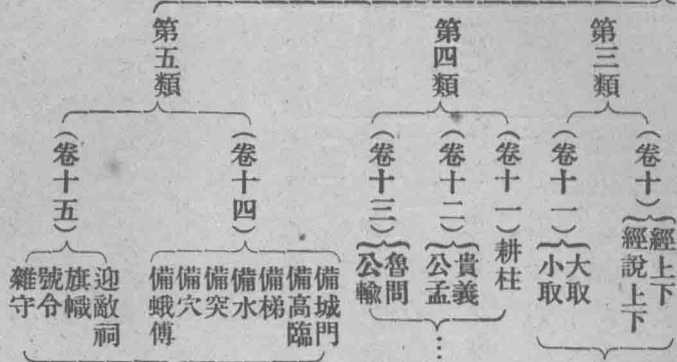 第三類
（卷十）
經上下
經說上下
（卷十一）
大取
小取
第四類
（卷十一）
耕柱
（卷十二）
貴義
公孟
（卷十三）
魯問
公輸
⋮
第五類
（卷十四）
備城門
備高臨
備梯
備水
備突
備穴
備蛾傅
（卷十五）
迎敵祠
旗幟
號令
雜守